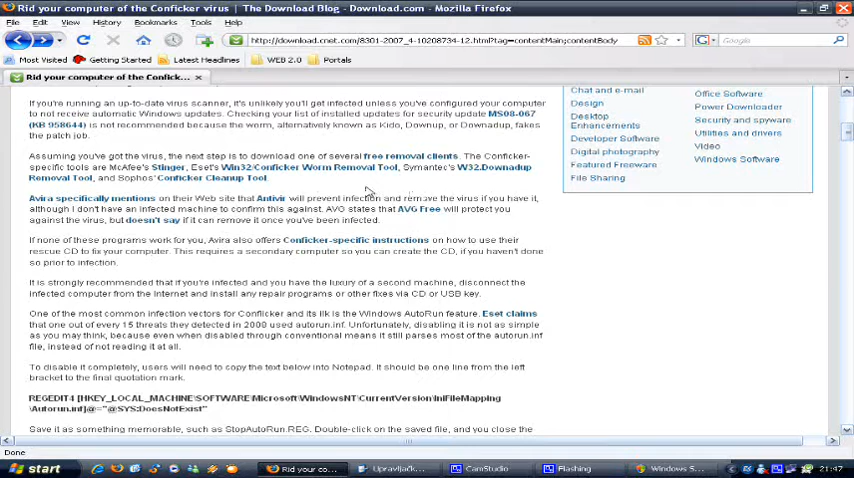 Rid your computer of the Conficker virus | The Download Blog - Download.com - Mozilla Firefox
File Edit View History Bookmarks Tools Help
http://download.cnet.com/8301-2007_4-10208734-12.html?tag=contentMain;contentBody
Google
Most Visited Getting Started Latest Headlines WEB 2.0 Portals
Rid your computer of the Confick...
If you're running an up-to-date virus scanner, it's unlikely you'll get infected unless you've configured your computer
to not receive automatic Windows updates. Checking your list of installed updates for security update MS08-067
(KB 958644) is not recommended because the worm, alternatively known as Kido, Downup, or Downadup, fakes
the patch job.
Assuming you've got the virus, the next step is to download one of several free removal clients. The Conficker-
specific tools are McAfee's Stinger, Eset's Win32/Conficker Worm Removal Tool, Symantec's W32.Downadup
Removal Tool, and Sophos' Conficker Cleanup Tool.
Avira specifically mentions on their Web site that Antivir will prevent infection and remove the virus if you have it,
although I don't have an infected machine to confirm this against. AVG states that AVG Free will protect you
against the virus, but doesn't say if it can remove it once you've been infected.
If none of these programs work for you, Avira also offers Conficker-specific instructions on how to use their
rescue CD to fix your computer. This requires a secondary computer so you can create the CD, if you haven't done
so prior to infection.
It is strongly recommended that if you're infected and you have the luxury of a second machine, disconnect the
infected computer from the Internet and install any repair programs or other fixes via CD or USB key.
One of the most common infection vectors for Conflicker and its ilk is the Windows AutoRun feature. Eset claims
that one out of every 15 threats they detected in 2008 used autorun.inf. Unfortunately, disabling it is not as simple
as you may think, because even when disabled through conventional means it still parses most of the autorun.inf
file, instead of not reading it at all.
To disable it completely, users will need to copy the text below into Notepad. It should be one line from the left
bracket to the final quotation mark.
REGEDIT4 [HKEY_LOCAL_MACHINE\SOFTWARE\Microsoft\WindowsNT\CurrentVersion\IniFileMapping
\Autorun.inf]@="@SYS:DoesNotExist"
Save it as something memorable, such as StopAutoRun.REG. Double-click on the saved file, and you close the
Chat and e-mail
Design
Desktop
Enhancements
Developer Software
Digital photography
Featured Freeware
File Sharing
Office Software
Power Downloader
Security and spyware
Utilities and drivers
Video
Windows Software
Done
start
Rid your co...
Upravljačk...
CamStudio
Flashing
Windows S...
21:47